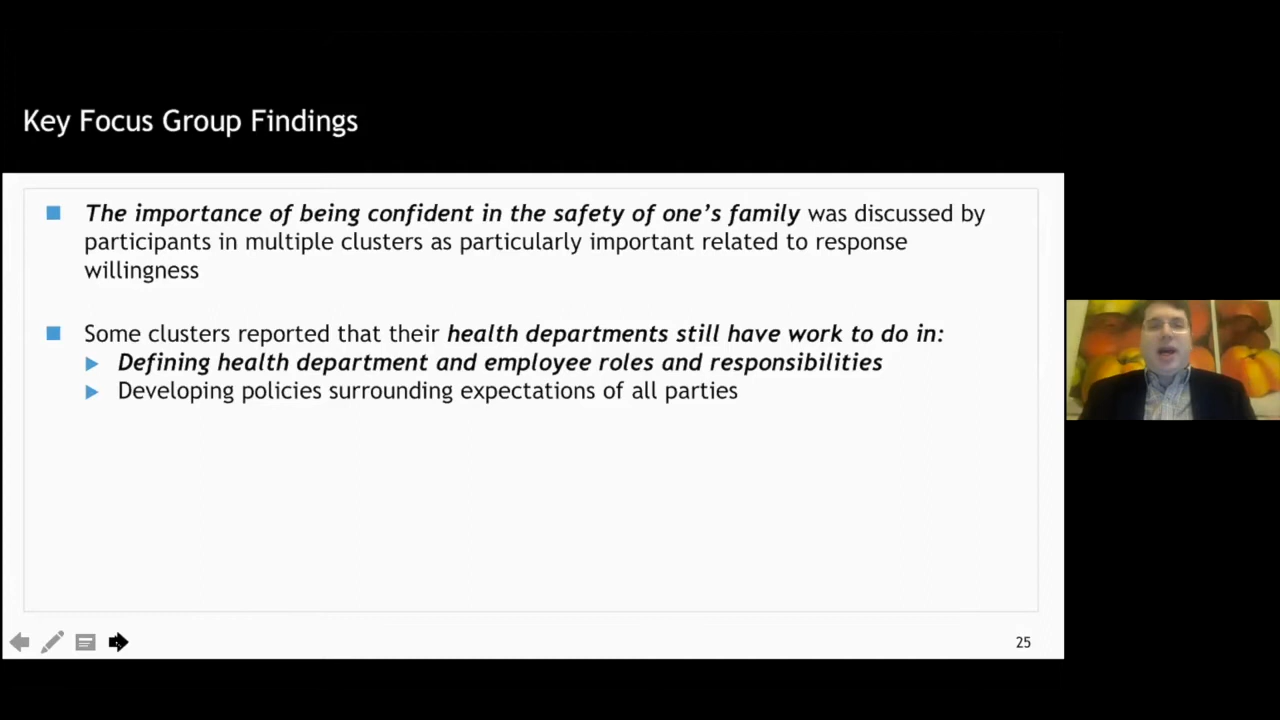 Key Focus Group Findings
The importance of being confident in the safety of one's family was discussed by
participants in multiple clusters as particularly important related to response
willingness
Some clusters reported that their health departments still have work to do in:
Defining health department and employee roles and responsibilities
Developing policies surrounding expectations of all parties
25